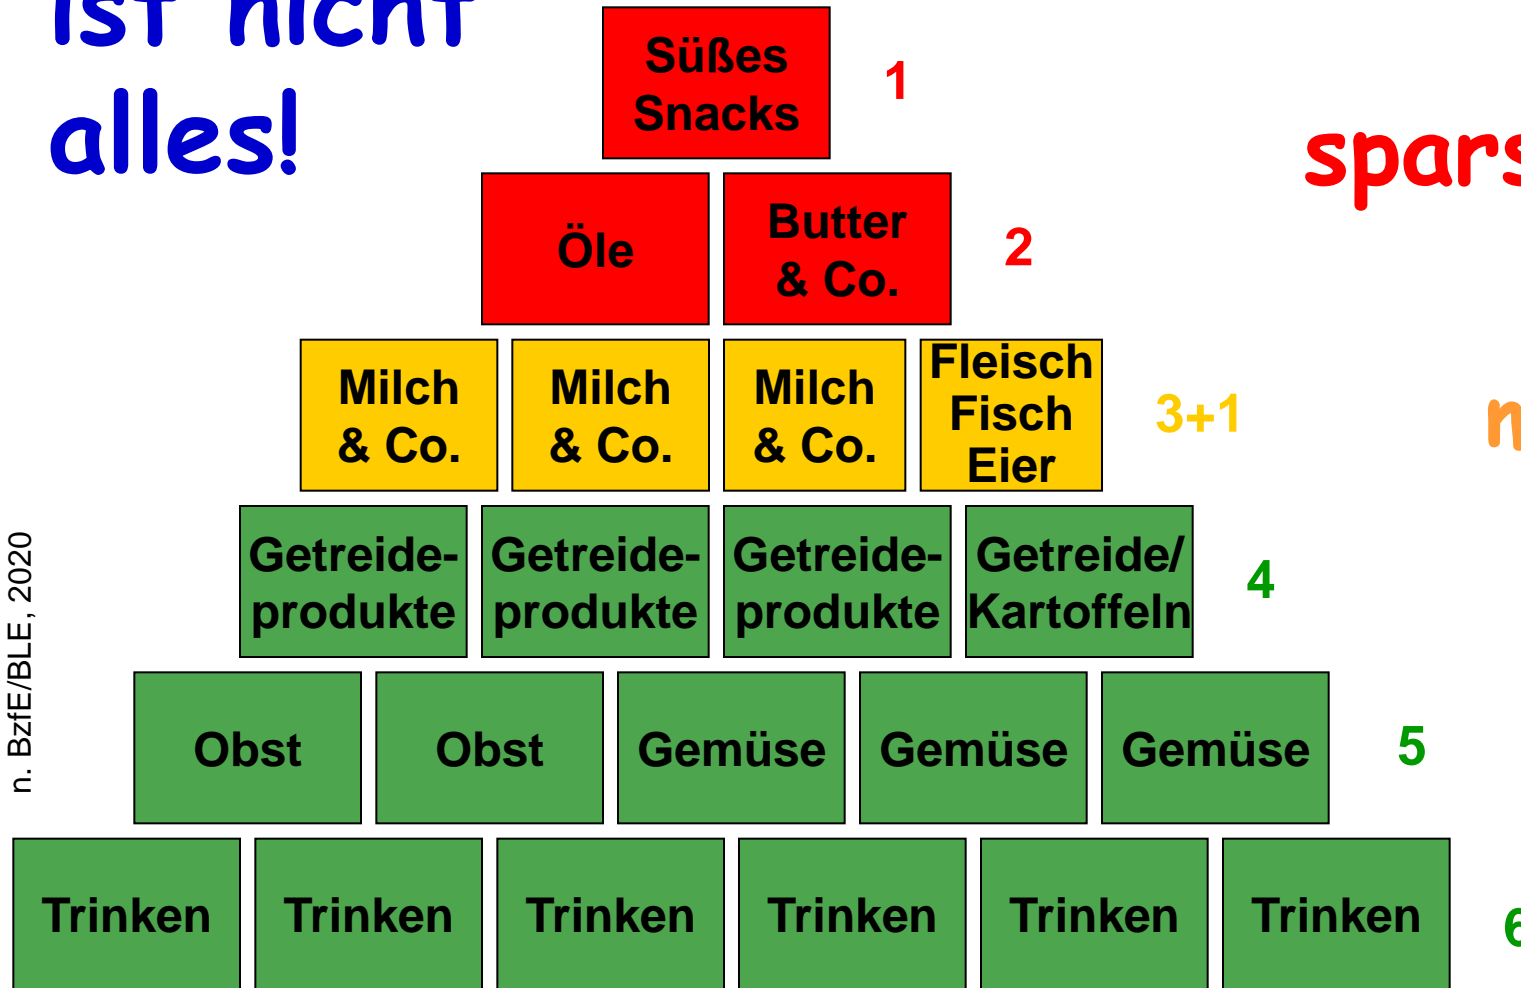 ist nicht
alles!
Süßes
Snacks
1
Öle
Butter
& Co.
2
Milch
& Co.
Milch
& Co.
Milch
& Co.
Fleisch
Fisch
Eier
3+1
Getreide-
produkte
Getreide-
produkte
Getreide-
produkte
Getreide/
Kartoffeln
4
Obst
Obst
Gemüse
Gemüse
Gemüse
5
Trinken
Trinken
Trinken
Trinken
Trinken
Trinken
6
n. BzfE/BLE, 2020